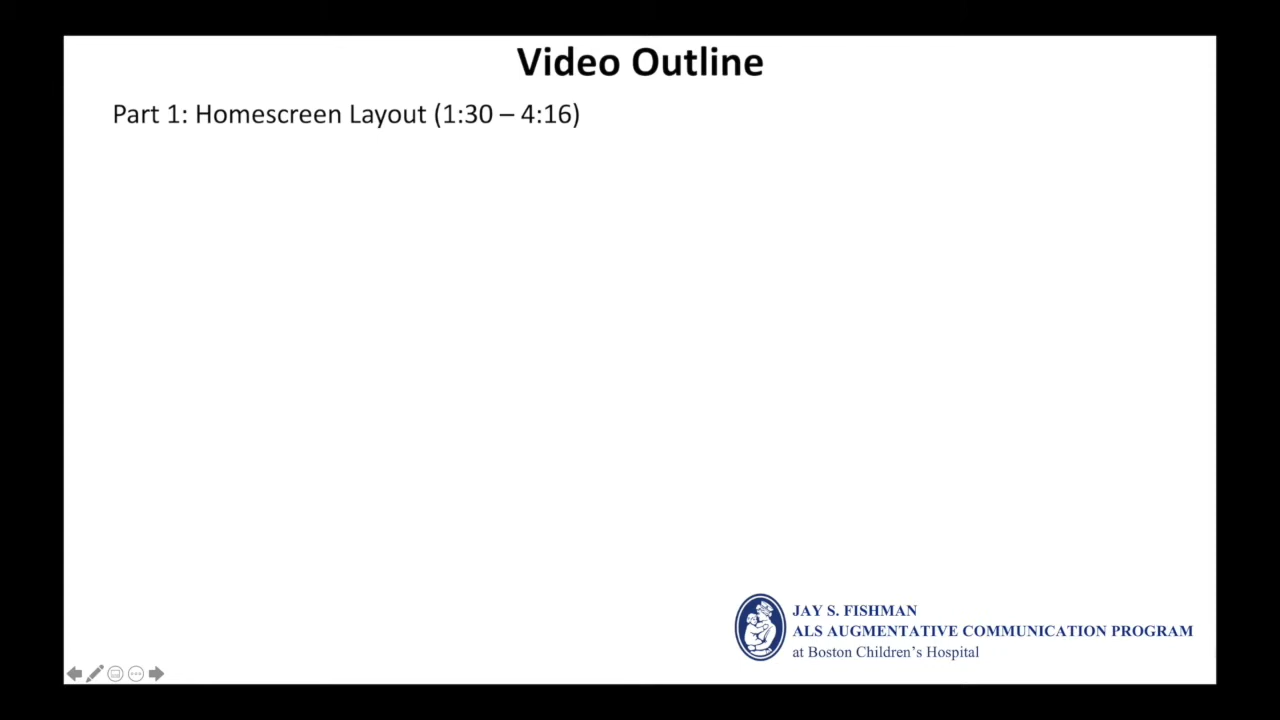 Video Outline
Part 1: Homescreen Layout (1:30 – 4:16)
JAY S. FISHMAN
ALS AUGMENTATIVE COMMUNICATION PROGRAM
at Boston Children's Hospital